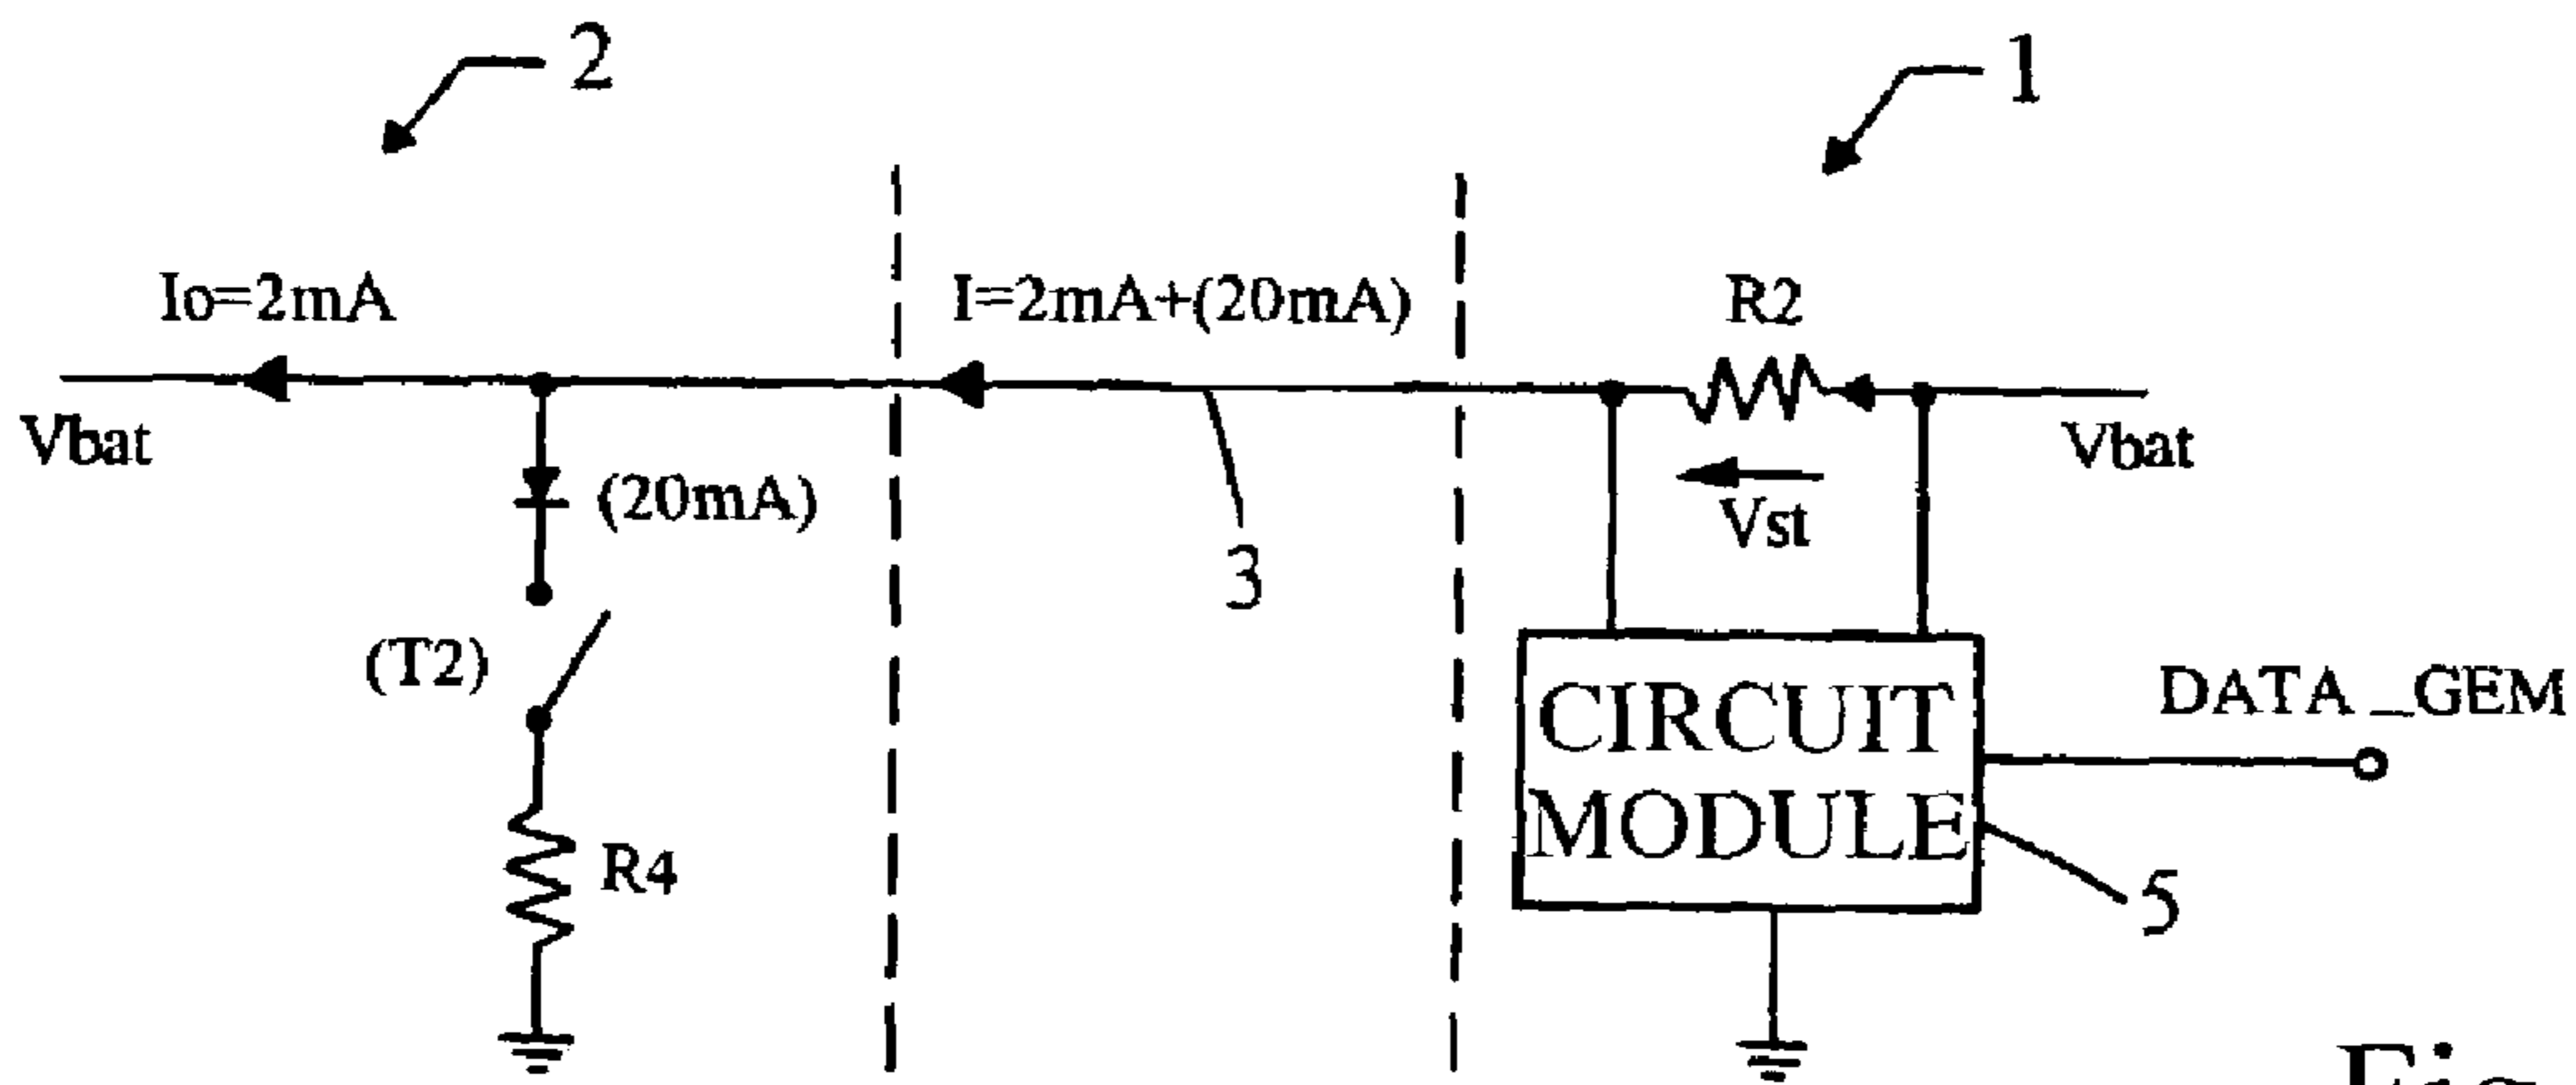 2
1
Io=2mA
I=2mA+(20mA)
R2
Vbat
Vbat
(20mA)
Vst
3
(T2)
CIRCUIT
MODULE
DATA_GEM
R4
5